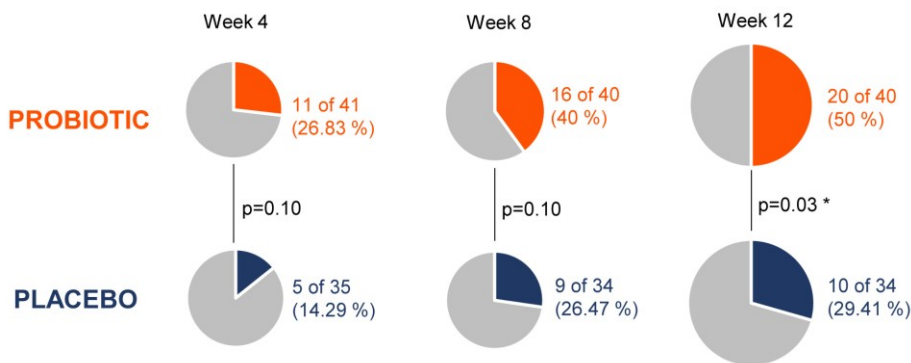 Week 4
Week 8
Week 12
PROBIOTIC
11 of 41
(26.83 %)
16 of 40
(40 %)
20 of 40
(50 %)
p=0.10
p=0.10
p=0.03 *
PLACEBO
5 of 35
(14.29 %)
9 of 34
(26.47 %)
10 of 34
(29.41 %)